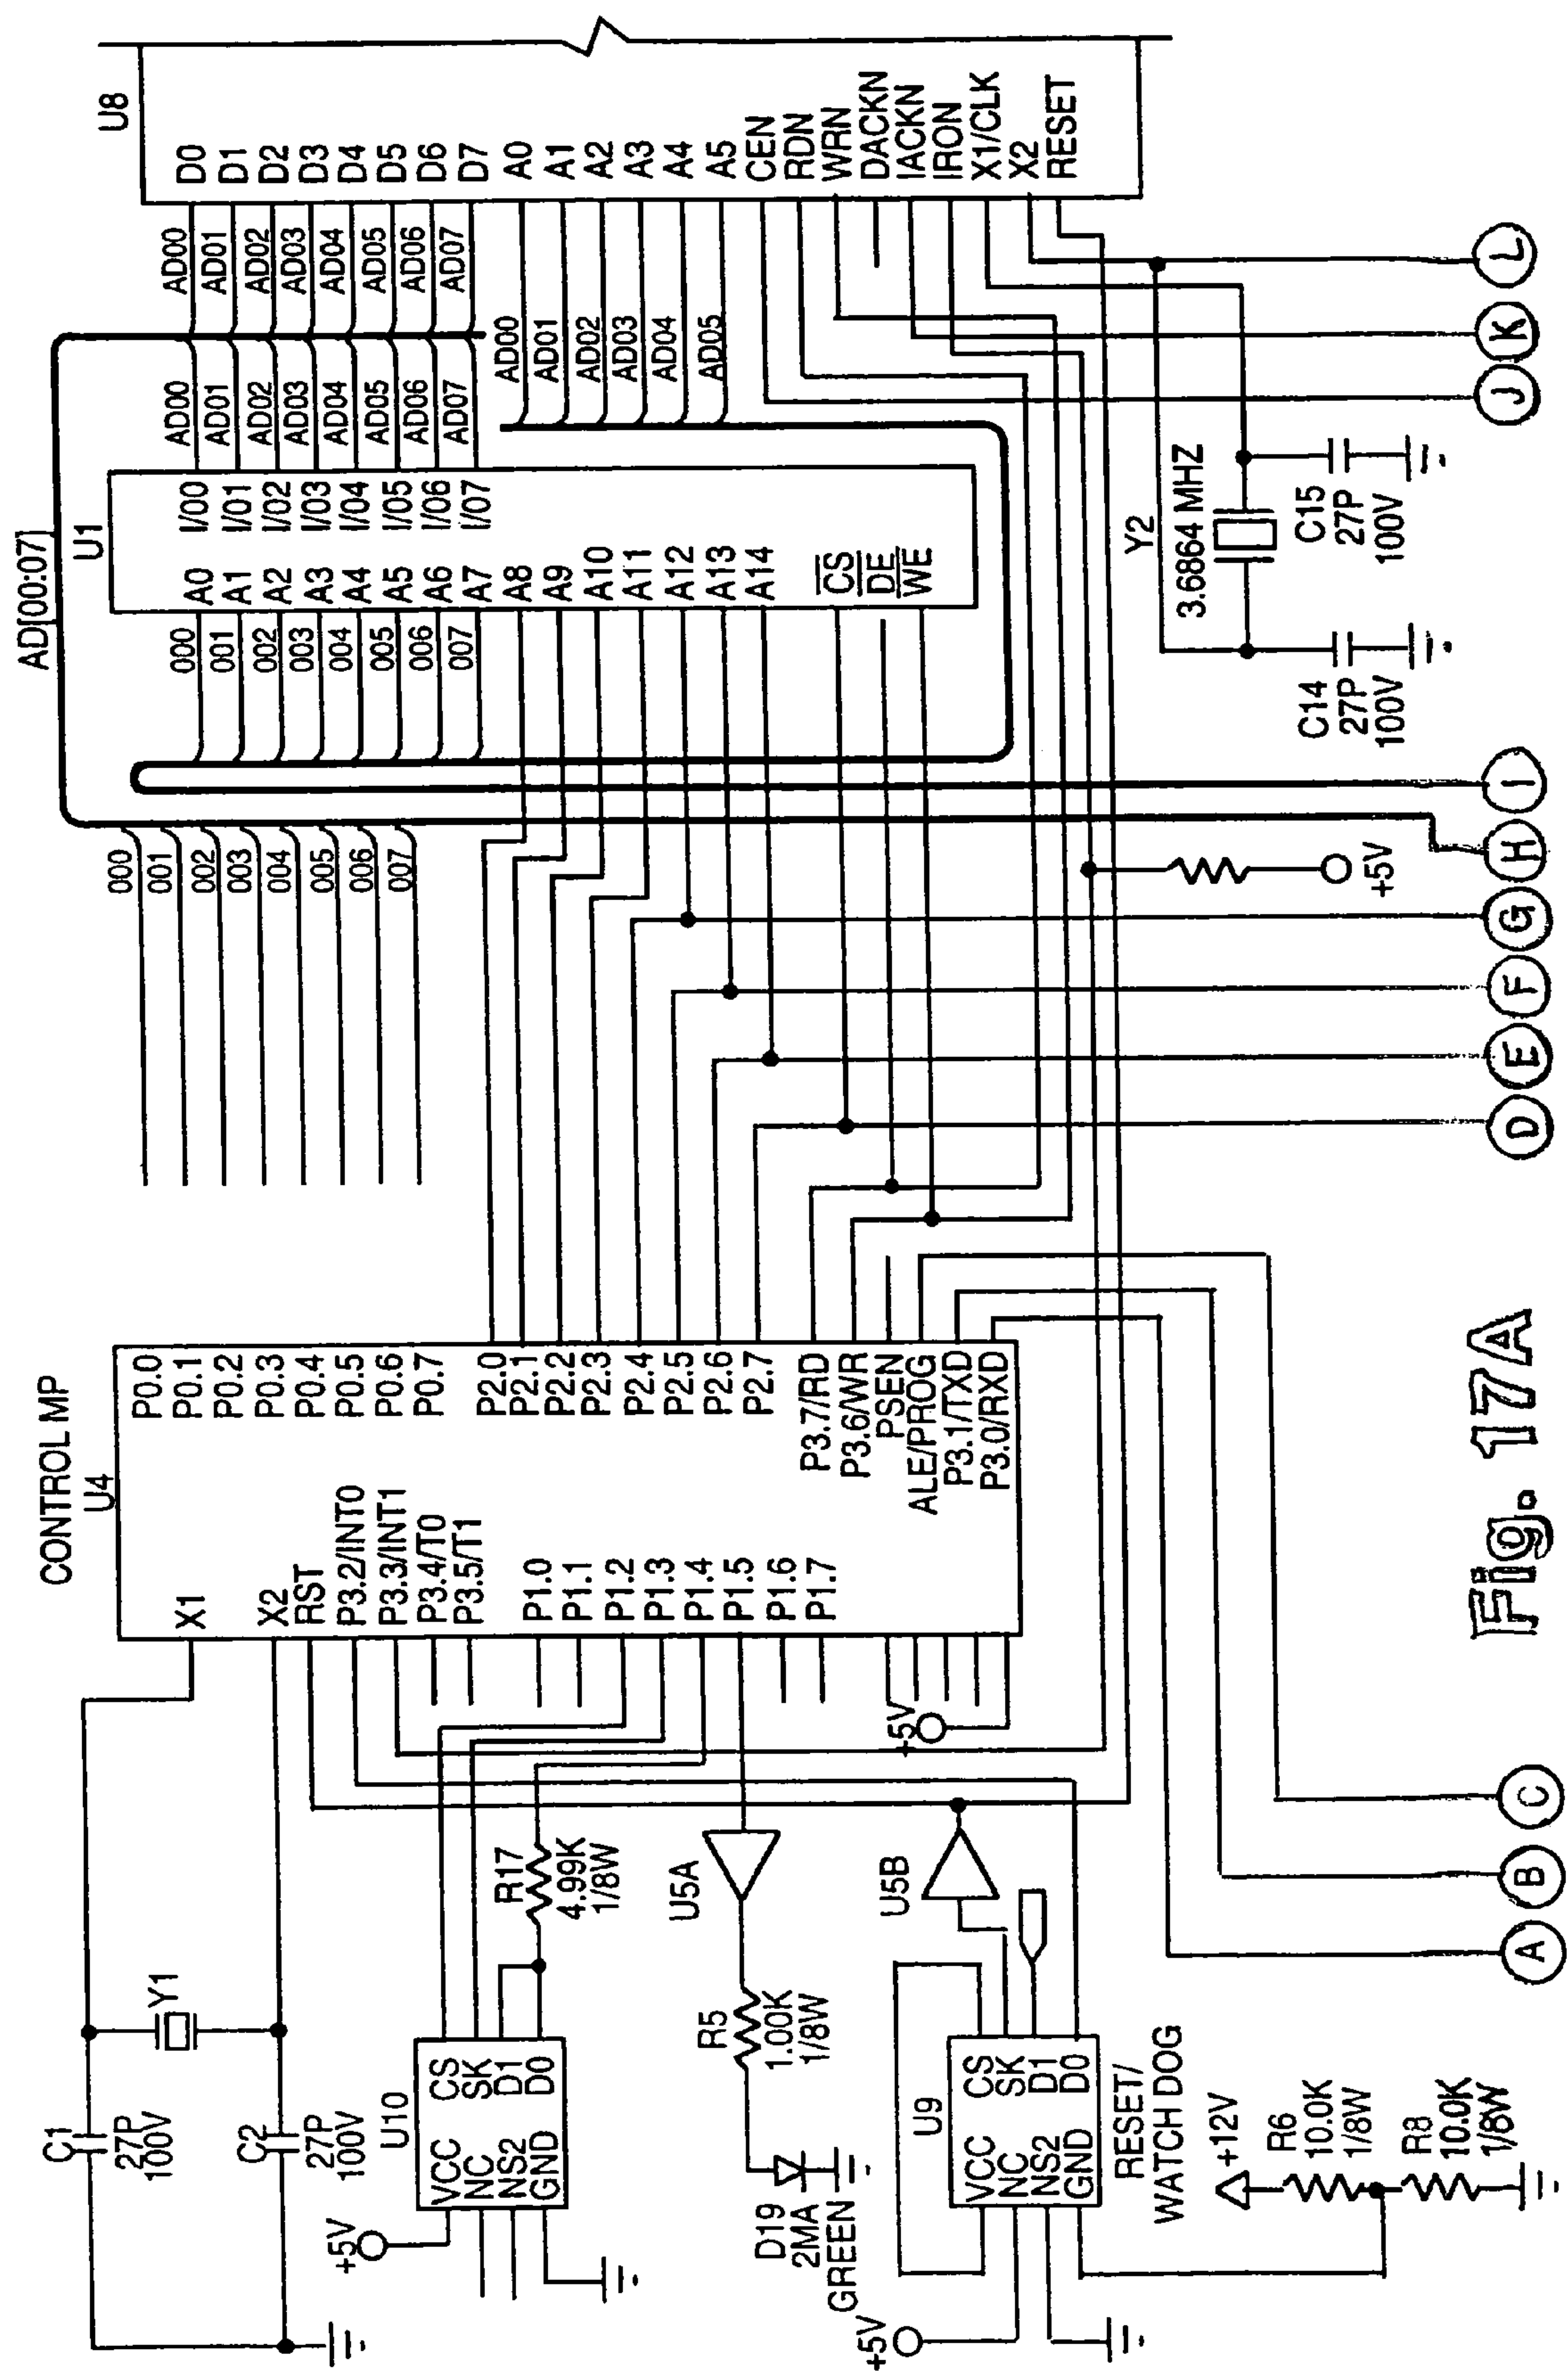 CONTROL MP
U4
X1
X2
RST
P3.2/INT0
P3.3/INT1
P3.4/T0
P3.5/T1
P1.0
P1.1
P1.2
P1.3
P1.4
P1.5
P1.6
P1.7
P0.0
P0.1
P0.2
P0.3
P0.4
P0.5
P0.6
P0.7
P2.0
P2.1
P2.2
P2.3
P2.4
P2.5
P2.6
P2.7
P3.7/RD
P3.6/WR
PSEN
ALE/PROG
P3.1/TXD
P3.0/RXD
+5V
C1
27P
100V
Y1
C2
27P
100V
U10
VCC
NC
NS2
GND
CS
SK
D1
D0
+5V
R17
4.99K
1/8W
U5A
R5
1.00K
1/8W
D19
2MA
GREEN
U5B
U9
VCC
NC
NS2
GND
CS
SK
D1
D0
+5V
RESET/
WATCH DOG
+12V
R6
10.0K
1/8W
R8
10.0K
1/8W
000
001
002
003
004
005
006
007
AD[00:07]
U1
000
001
002
003
004
005
006
007
A0
A1
A2
A3
A4
A5
A6
A7
A8
A9
A10
A11
A12
A13
A14
CS
DE
WE
I/00
I/01
I/02
I/03
I/04
I/05
I/06
I/07
AD00
AD01
AD02
AD03
AD04
AD05
AD06
AD07
AD00
AD01
AD02
AD03
AD04
AD05
AD06
AD07
AD00
AD01
AD02
AD03
AD04
AD05
U8
D0
D1
D2
D3
D4
D5
D6
D7
A0
A1
A2
A3
A4
A5
CEN
RDN
WRN
DACKN
IACKN
IRON
X1/CLK
X2
RESET
+5V
Y2
3.6864 MHZ
C14
27P
100V
C15
27P
100V
A
B
C
D
E
F
G
H
I
J
K
L
Fig. 17A